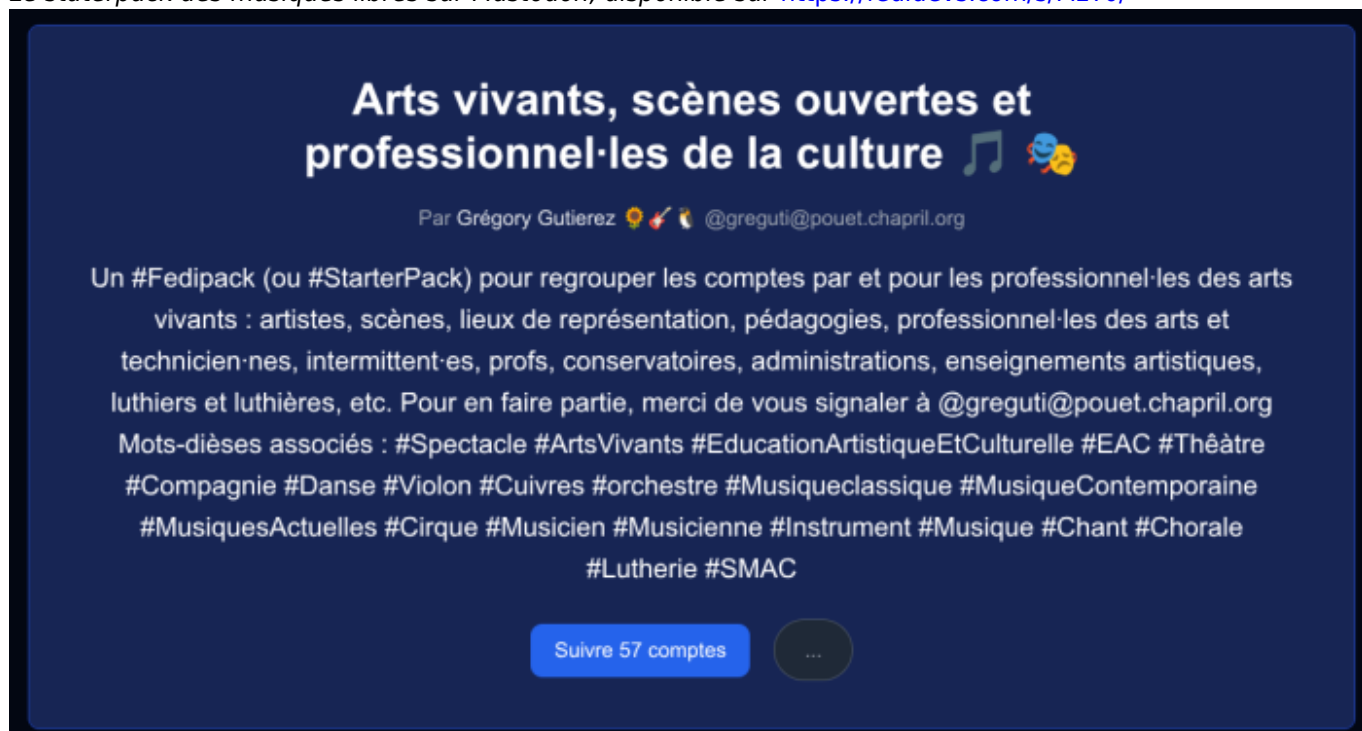 Arts vivants, scènes ouvertes et
professionnel·les de la culture 🎵 🎭
Par Grégory Gutierez 🌻🎸🐧 @greguti@pouet.chapril.org
Un #Fedipack (ou #StarterPack) pour regrouper les comptes par et pour les professionnel·les des arts
vivants : artistes, scènes, lieux de représentation, pédagogies, professionnel·les des arts et
technicien·nes, intermittent·es, profs, conservatoires, administrations, enseignements artistiques,
luthiers et luthières, etc. Pour en faire partie, merci de vous signaler à @greguti@pouet.chapril.org
Mots-dièses associés : #Spectacle #ArtsVivants #EducationArtistiqueEtCulturelle #EAC #Thêàtre
#Compagnie #Danse #Violon #Cuivres #orchestre #Musiqueclassique #MusiqueContemporaine
#MusiquesActuelles #Cirque #Musicien #Musicienne #Instrument #Musique #Chant #Chorale
#Lutherie #SMAC
Suivre 57 comptes ...